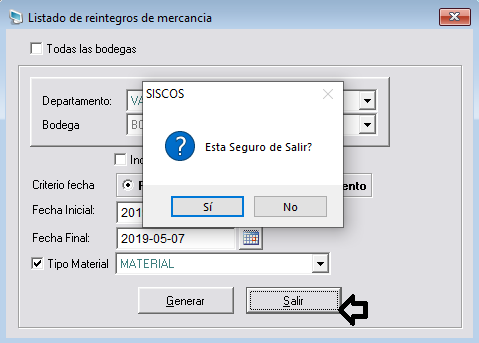 Listado de reintegros de mercancia
Todas las bodegas
SISCOS
Departamento: VA
Esta Seguro de Salir?
Bodega BO
Sí No
Inc
Criterio fecha nto
Fecha Inicial: 201
Fecha Final: 2019-05-07
Tipo Material MATERIAL
Generar Salir